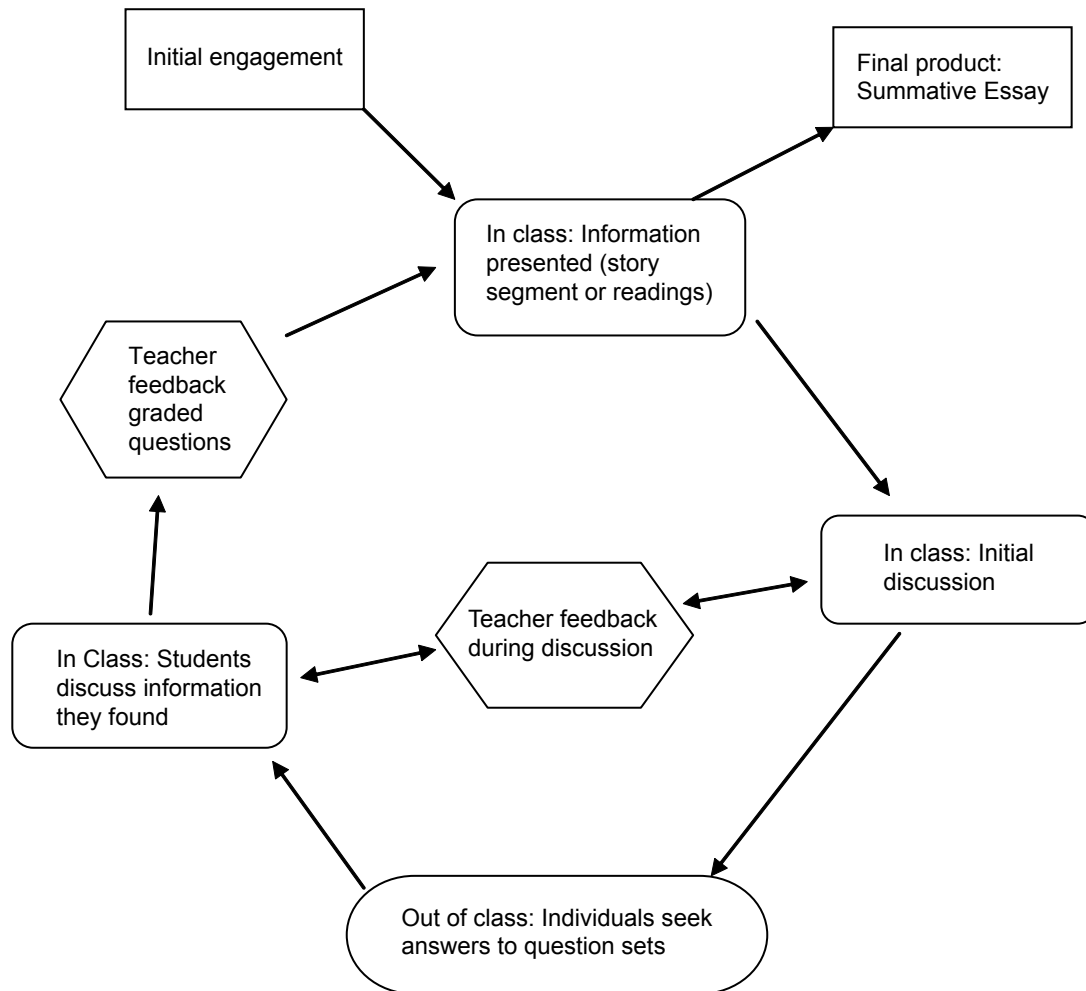 Initial engagement
Final product:
Summative Essay
In class: Information
presented (story
segment or readings)
Teacher
feedback
graded
questions
In class: Initial
discussion
Teacher feedback
during discussion
In Class: Students
discuss information
they found
Out of class: Individuals seek
answers to question sets